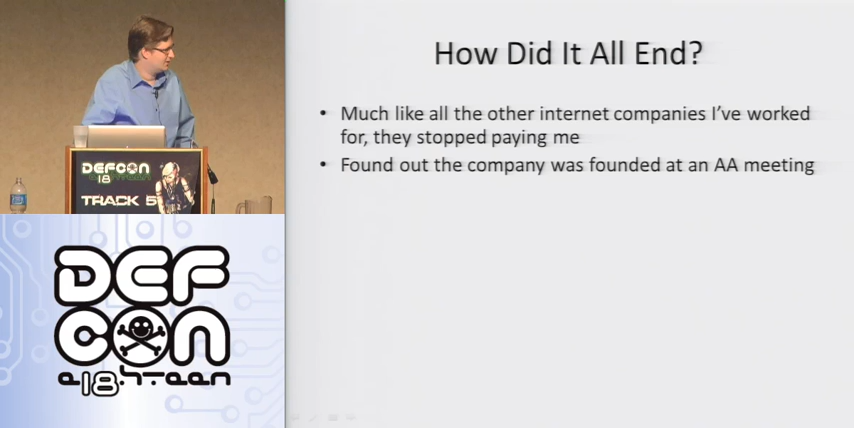 How Did It All End?
• Much like all the other internet companies I've worked
for, they stopped paying me
• Found out the company was founded at an AA meeting
DEFCON
18
TRACK 5
DEF
CON
18